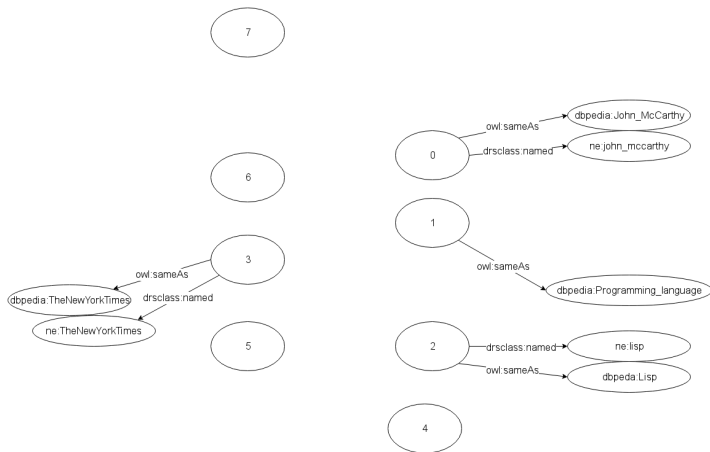 7
owl:sameAs
dbpedia:John_McCarthy
0
drsclass:named
ne:john_mccarthy
6
1
owl:sameAs
dbpedia:Programming_language
3
owl:sameAs
dbpedia:TheNewYorkTimes
drsclass:named
ne:TheNewYorkTimes
5
2
drsclass:named
ne:lisp
owl:sameAs
dbpeda:Lisp
4